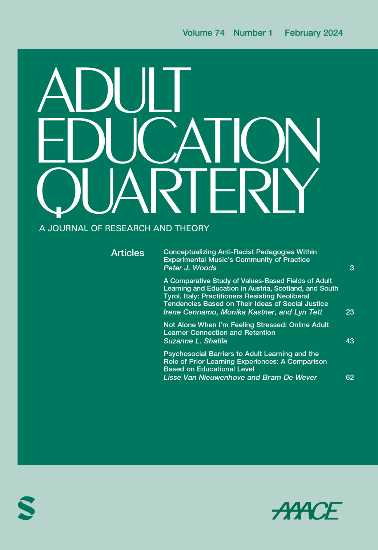 Volume 74 Number 1 February 2024
ADULT
EDUCATION
QUARTERLY
A JOURNAL OF RESEARCH AND THEORY
Articles
Conceptualizing Anti-Racist Pedagogies Within
Experimental Music's Community of Practice
Peter J. Woods 3
A Comparative Study of Values-Based Fields of Adult
Learning and Education in Austria, Scotland, and South
Tyrol, Italy: Practitioners Resisting Neoliberal
Tendencies Based on Their Ideas of Social Justice
Irene Cennamo, Monika Kastner, and Lyn Tett 23
Not Alone When I'm Feeling Stressed: Online Adult
Learner Connection and Retention
Suzanne L. Shatila 43
Psychosocial Barriers to Adult Learning and the
Role of Prior Learning Experiences: A Comparison
Based on Educational Level
Lisse Van Nieuwenhove and Bram De Wever 62
S
AAACE